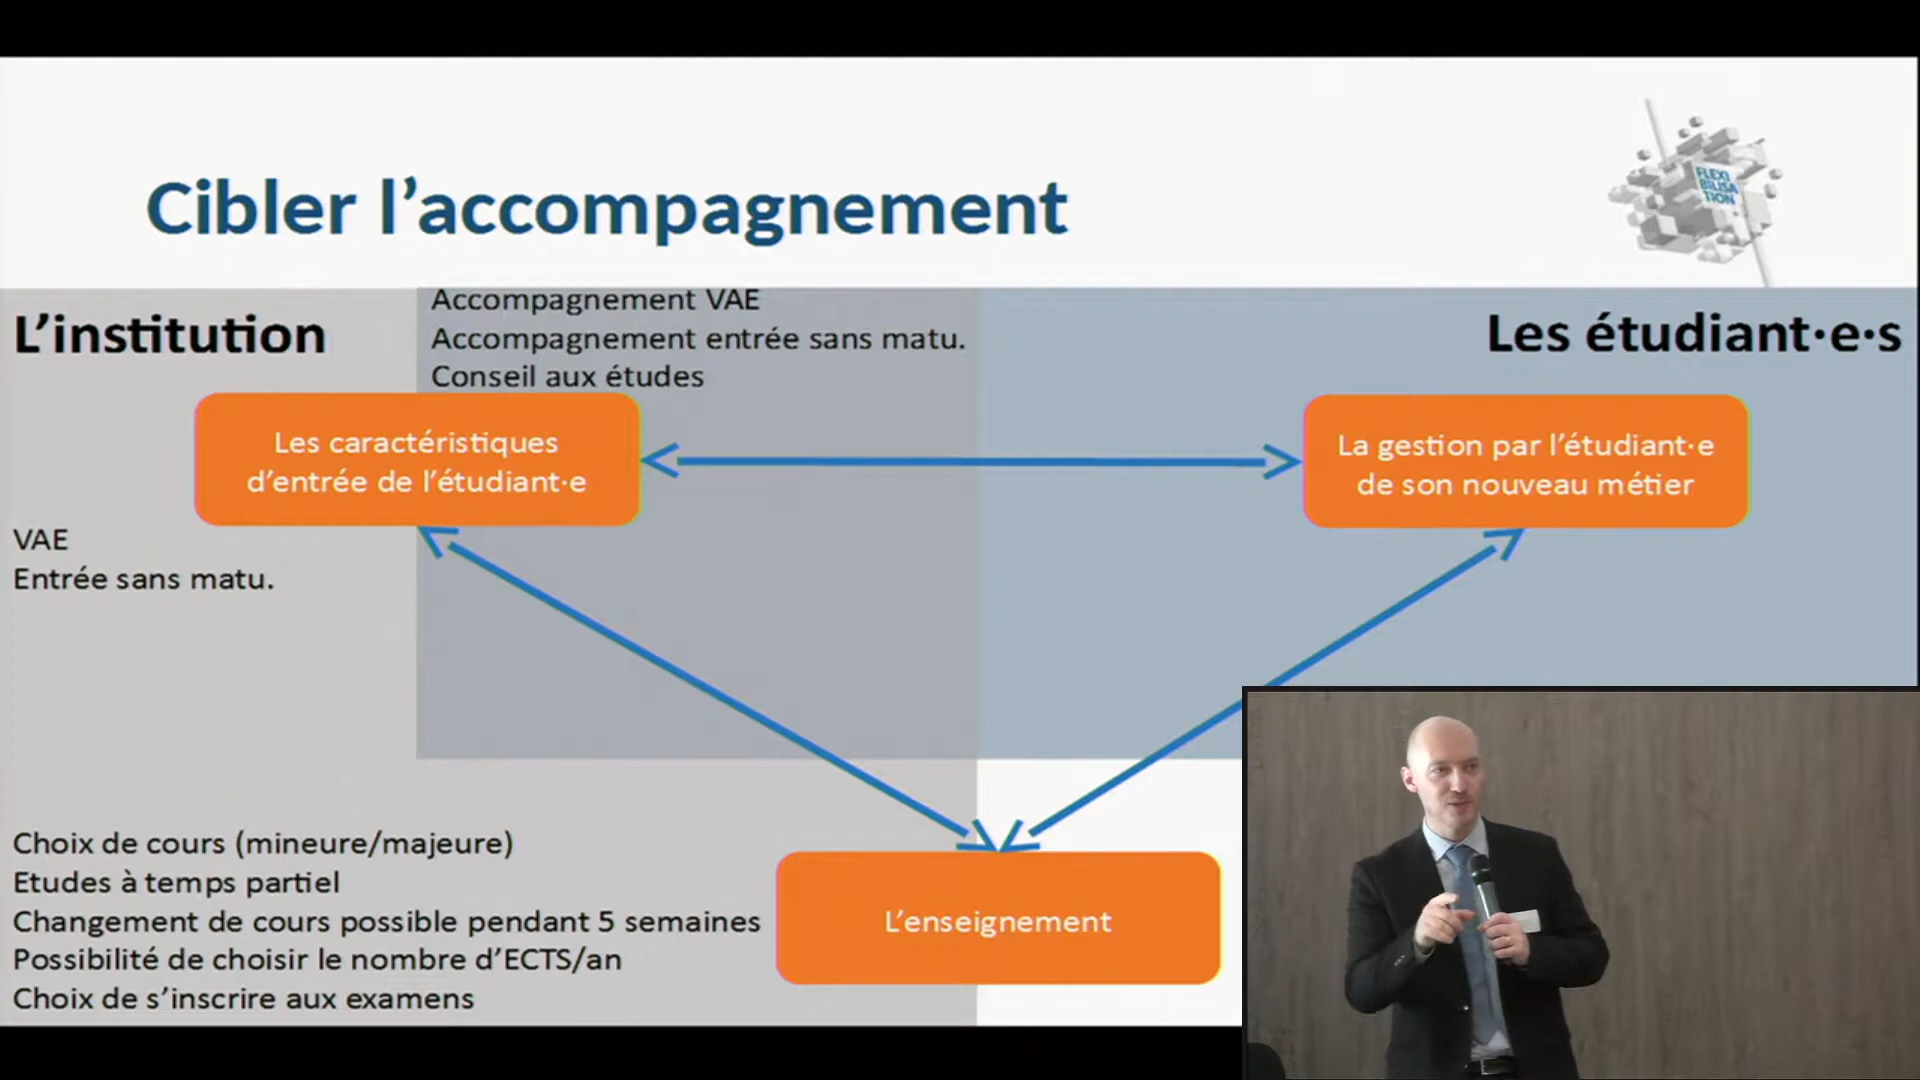 Cibler l’accompagnement
FLEXI
BILISA
TION
L’institution
Accompagnement VAE
Accompagnement entrée sans matu.
Conseil aux études
Les étudiant·e·s
Les caractéristiques
d’entrée de l’étudiant·e
La gestion par l’étudiant·e
de son nouveau métier
VAE
Entrée sans matu.
Choix de cours (mineure/majeure)
Etudes à temps partiel
Changement de cours possible pendant 5 semaines
Possibilité de choisir le nombre d’ECTS/an
Choix de s’inscrire aux examens
L’enseignement